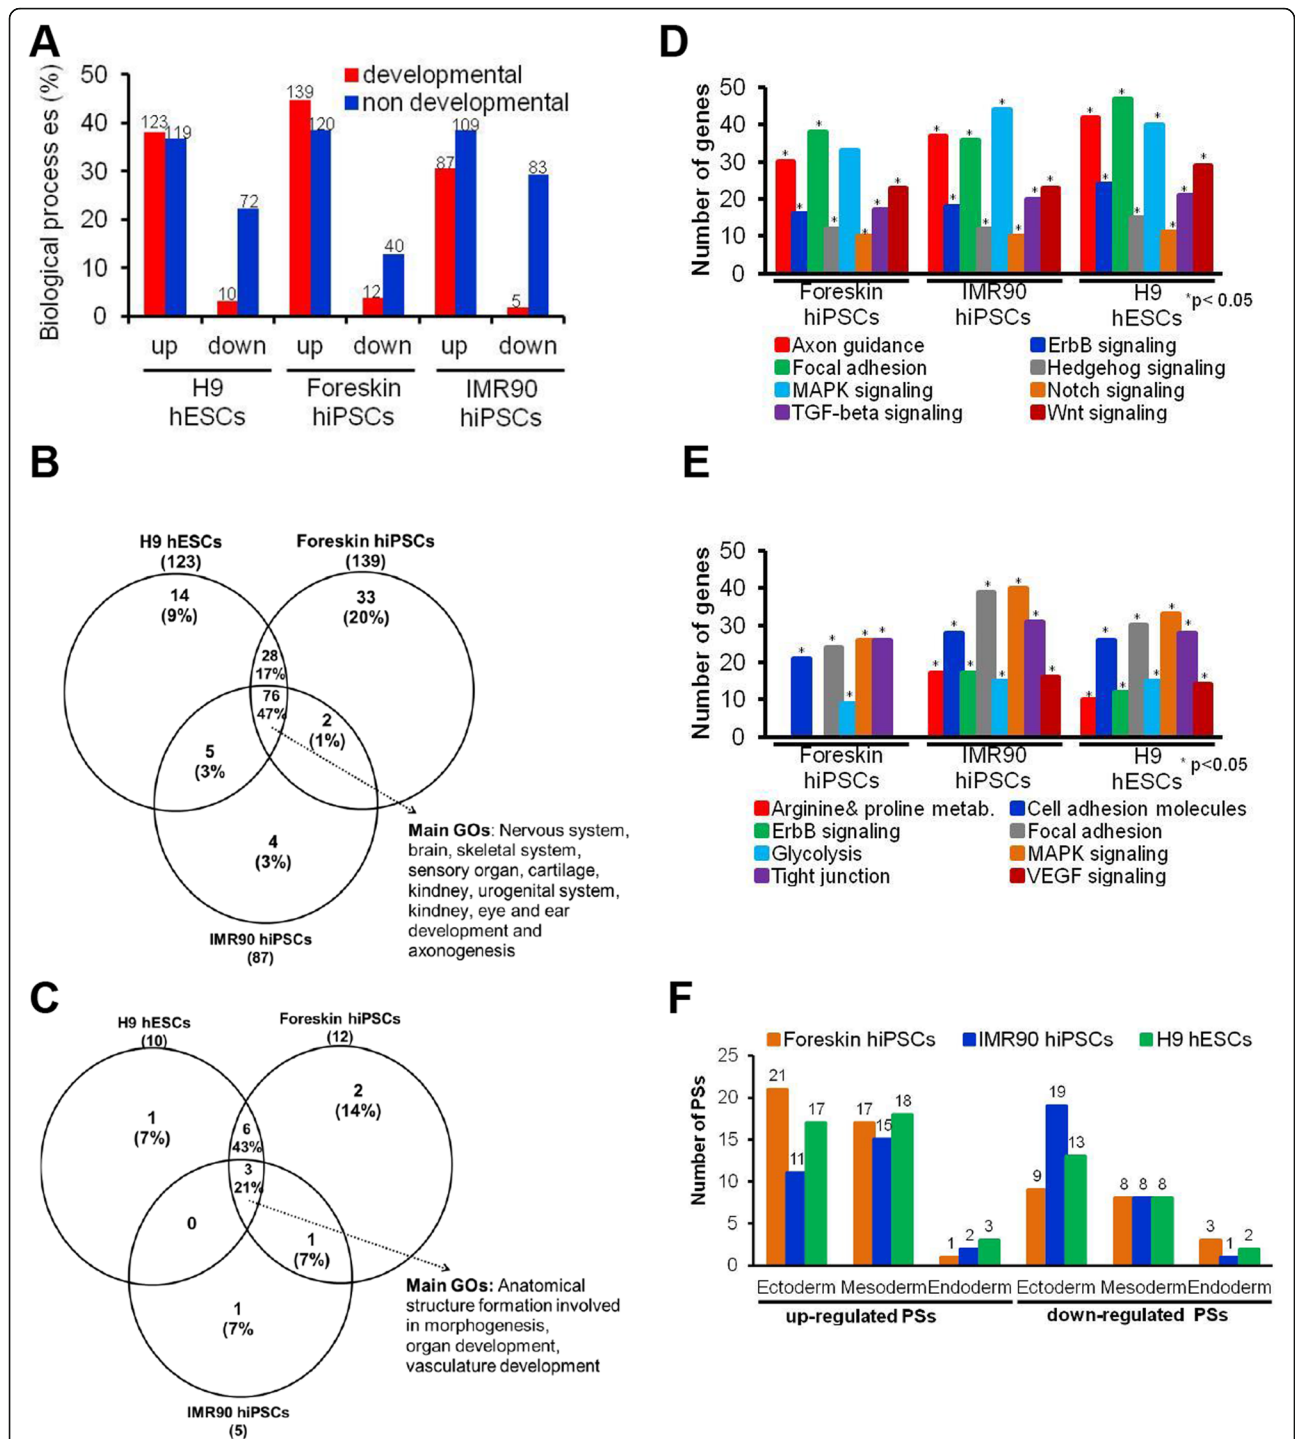 A
Biological process es (%)
50
40
30
20
10
0
developmental
non developmental
123
119
10
72
139
120
12
40
87
109
5
83
up down up down up down
H9
hESCs
Foreskin
hiPSCs
IMR90
hiPSCs
B
H9 hESCs
(123)
Foreskin hiPSCs
(139)
14
(9%)
33
(20%)
28
17%
76
47%
2
(1%)
5
(3%
4
(3%)
IMR90 hiPSCs
(87)
Main GOs: Nervous system,
brain, skeletal system,
sensory organ, cartilage,
kidney, urogenital system,
kidney, eye and ear
development and
axonogenesis
C
H9 hESCs
(10)
Foreskin hiPSCs
(12)
1
(7%)
2
(14%)
6
43%
3
21%
0
1
(7%)
1
(7%
IMR90 hiPSCs
(5)
Main GOs: Anatomical
structure formation involved
in morphogenesis,
organ development,
vasculature development
D
Number of genes
50
40
30
20
10
0
* * * * * * *
* * * * * * * *
* * * * * * * *
Foreskin
hiPSCs
IMR90
hiPSCs
H9
hESCs
*p< 0.05
Axon guidance
ErbB signaling
Focal adhesion
Hedgehog signaling
MAPK signaling
Notch signaling
TGF-beta signaling
Wnt signaling
E
Number of genes
50
40
30
20
10
0
* * * * *
* * * * * * * *
* * * * * * * *
Foreskin
hiPSCs
IMR90
hiPSCs
H9
hESCs
* p<0.05
Arginine& proline metab.
Cell adhesion molecules
ErbB signaling
Focal adhesion
Glycolysis
MAPK signaling
Tight junction
VEGF signaling
F
Foreskin hiPSCs IMR90 hiPSCs H9 hESCs
Number of PSs
25
20
15
10
5
0
21
11
17
17
15
18
1
2
3
9
19
13
8
8
8
3
1
2
Ectoderm Mesoderm Endoderm Ectoderm Mesoderm Endoderm
up-regulated PSs
down-regulated PSs